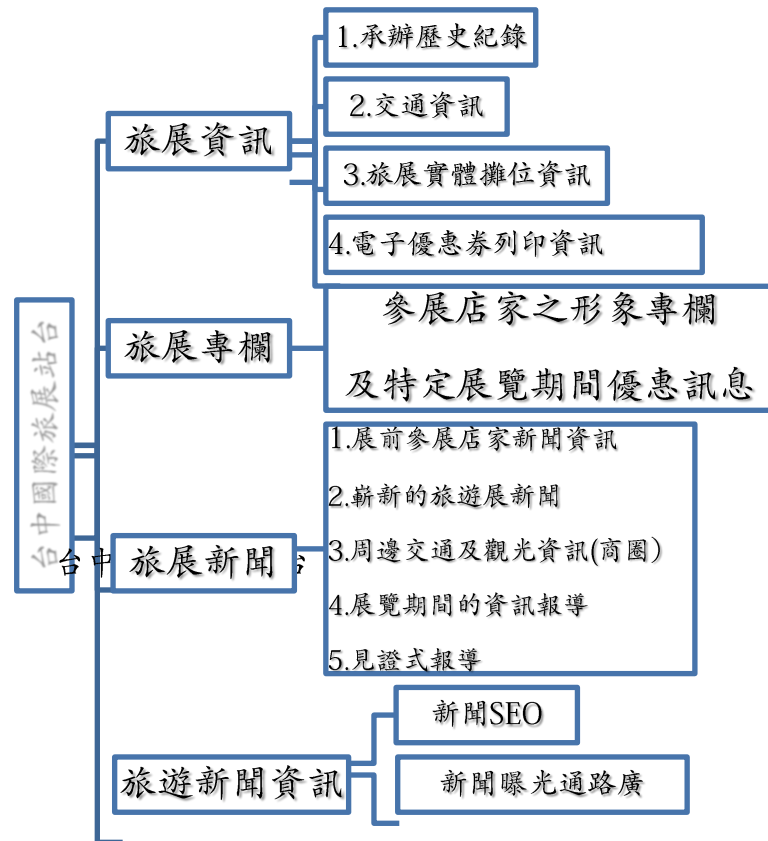 台中國際旅展站台
旅展資訊
1.承辦歷史紀錄
2.交通資訊
3.旅展實體攤位資訊
4.電子優惠券列印資訊
旅展專欄
參展店家之形象專欄
及特定展覽期間優惠訊息
台中
旅展新聞
1.展前參展店家新聞資訊
2.嶄新的旅遊展新聞
3.周邊交通及觀光資訊(商圈)
4.展覽期間的資訊報導
5.見證式報導
旅遊新聞資訊
新聞SEO
新聞曝光通路廣